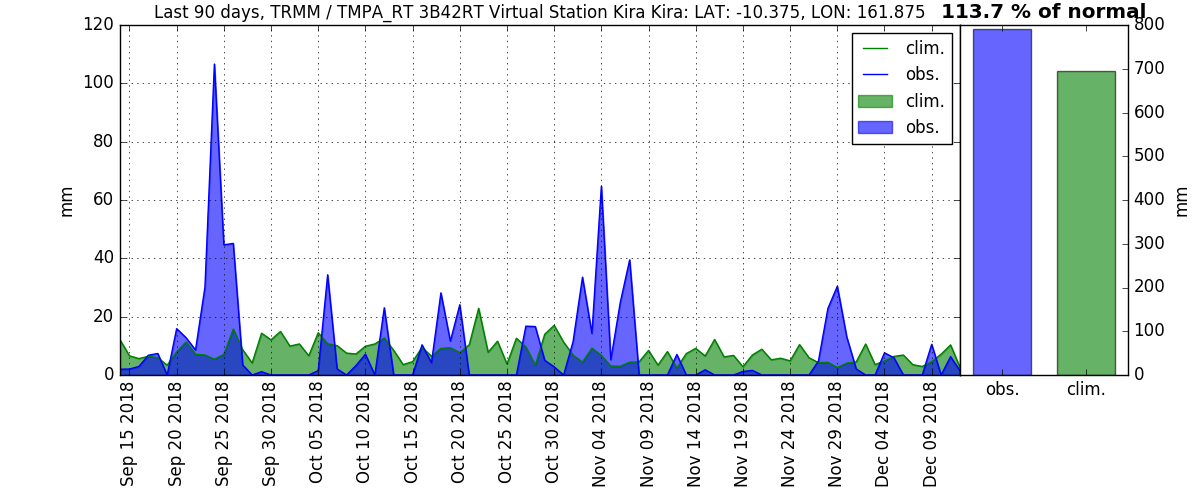 Last 90 days, TRMM / TMPA_RT 3B42RT Virtual Station Kira Kira: LAT: -10.375, LON: 161.875 113.7 % of normal
120
100
80
60
40
20
0
mm
clim.
obs.
clim.
obs.
800
700
600
500
400
300
200
100
0
mm
Sep 15 2018
Sep 20 2018
Sep 25 2018
Sep 30 2018
Oct 05 2018
Oct 10 2018
Oct 15 2018
Oct 20 2018
Oct 25 2018
Oct 30 2018
Nov 04 2018
Nov 09 2018
Nov 14 2018
Nov 19 2018
Nov 24 2018
Nov 29 2018
Dec 04 2018
Dec 09 2018
obs.
clim.